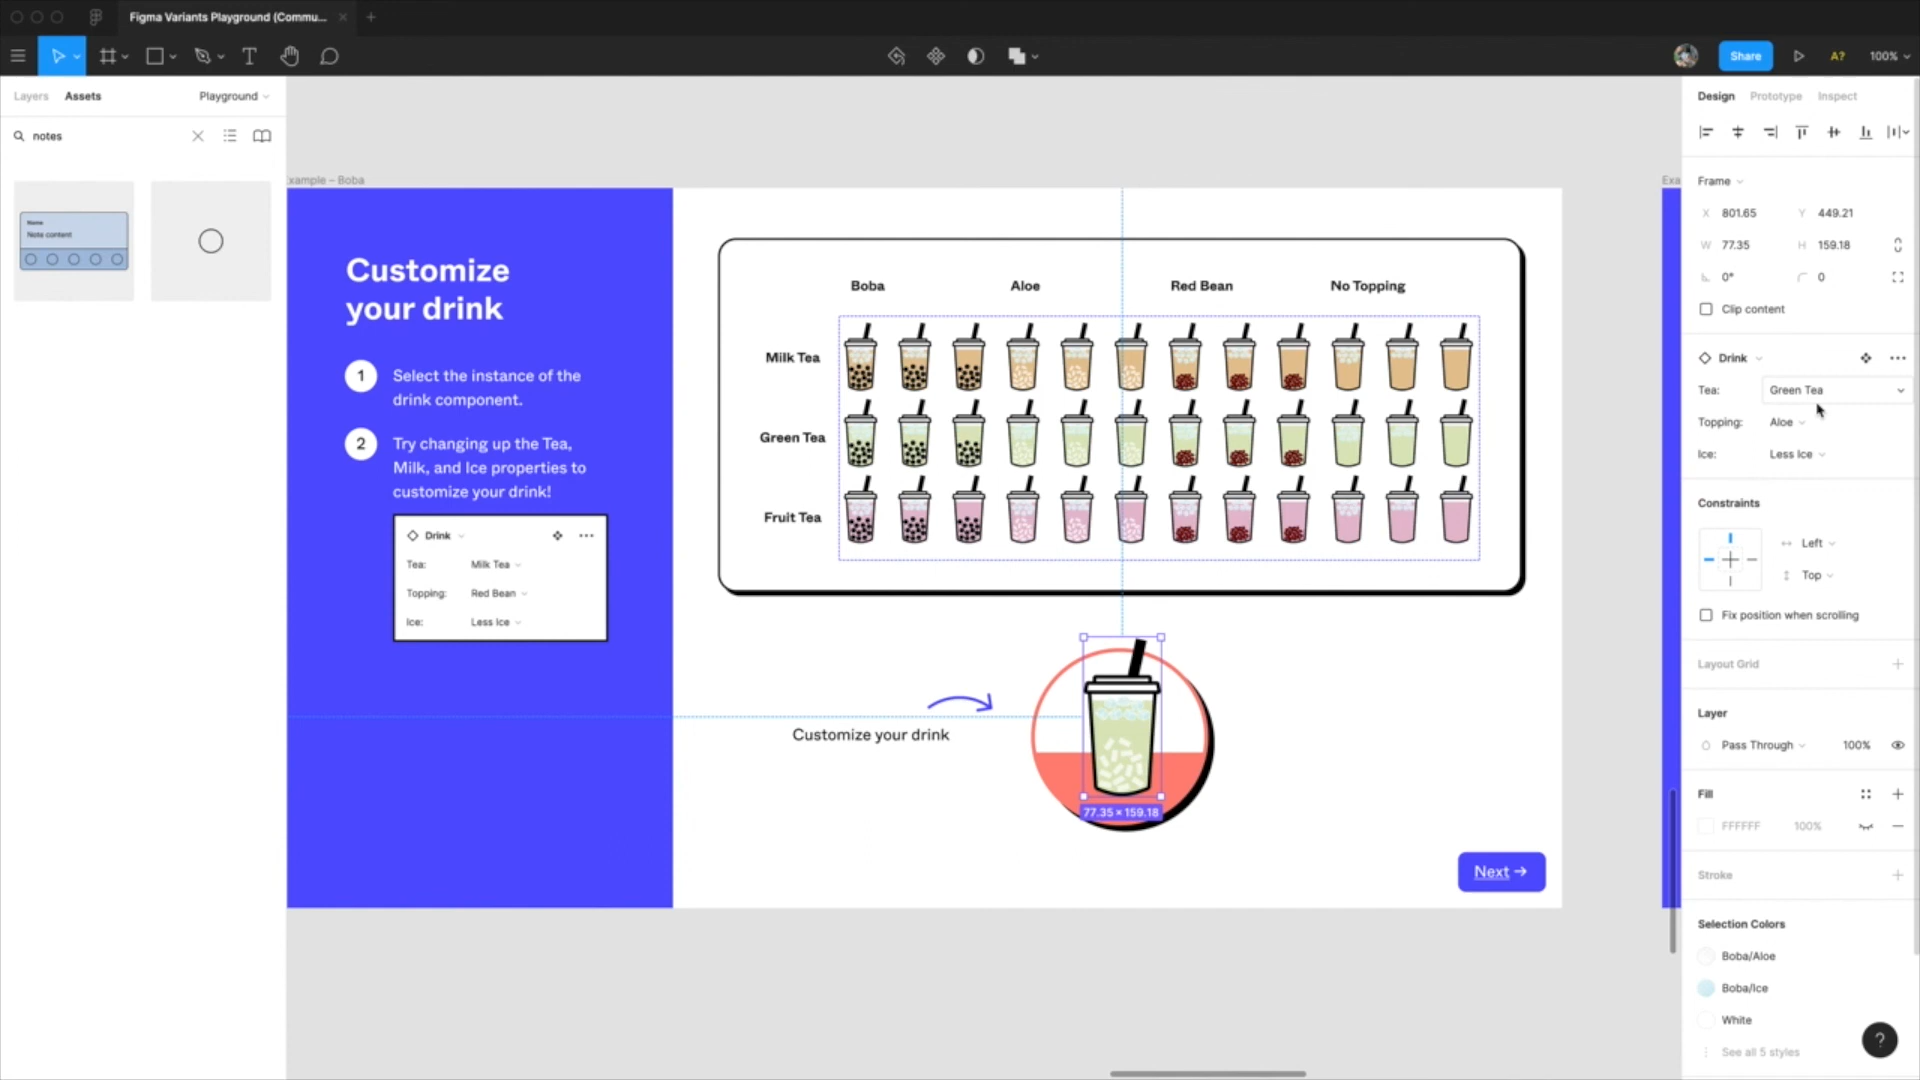 Figma Variants Playground (Commu...
Share
A?
100%
Layers
Assets
Playground
notes
Name
Note content
xample – Boba
Customize
your drink
1
Select the instance of the
drink component.
2
Try changing up the Tea,
Milk, and Ice properties to
customize your drink!
Drink
Tea:
Milk Tea
Topping:
Red Bean
Ice:
Less Ice
Boba
Aloe
Red Bean
No Topping
Milk Tea
Green Tea
Fruit Tea
Customize your drink
77.35 × 159.18
Next →
Exa
Design
Prototype
Inspect
Frame
X 801.65 Y 449.21
W 77.35 H 159.18
0° 0
Clip content
Drink
Tea: Green Tea
Topping: Aloe
Ice: Less Ice
Constraints
Left
Top
Fix position when scrolling
Layout Grid
Layer
Pass Through 100%
Fill
FFFFFF 100%
Stroke
Selection Colors
Boba/Aloe
Boba/Ice
White
See all 5 styles
?